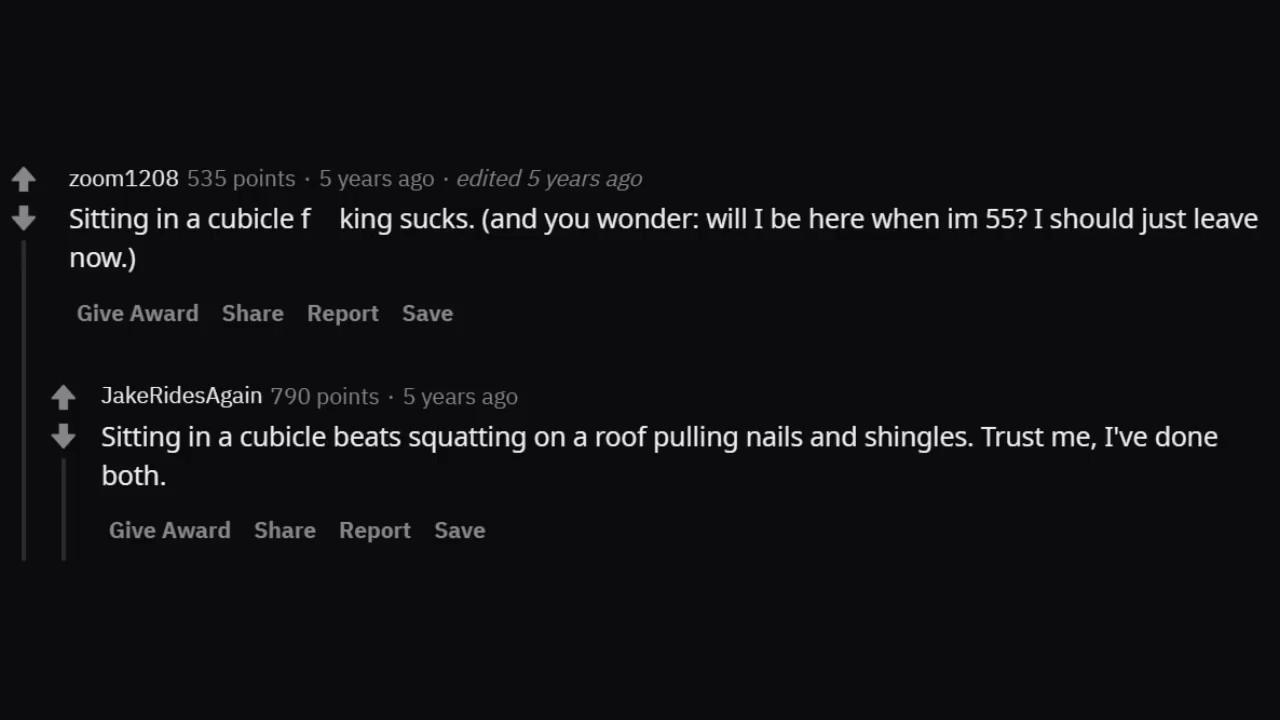 zoom1208 535 points · 5 years ago · edited 5 years ago
Sitting in a cubicle f king sucks. (and you wonder: will I be here when im 55? I should just leave
now.)
Give Award Share Report Save
JakeRidesAgain 790 points · 5 years ago
Sitting in a cubicle beats squatting on a roof pulling nails and shingles. Trust me, I've done
both.
Give Award Share Report Save